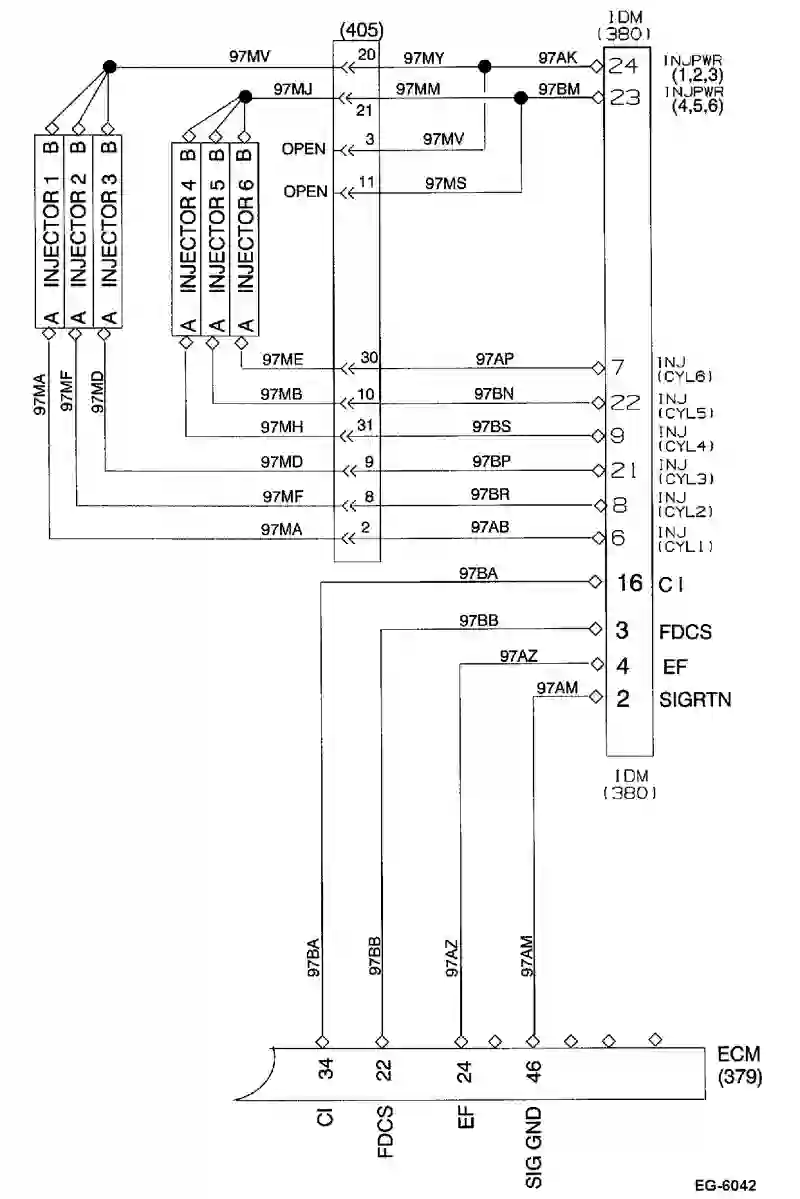 (405)
IDM
(380)
97MV
20
97MY
97AK
24
INJPWR
(1,2,3)
97MJ
21
97MM
97BM
23
INJPWR
(4,5,6)
OPEN
3
97MV
OPEN
11
97MS
B
B
B
INJECTOR 1
INJECTOR 2
INJECTOR 3
A
A
A
B
B
B
INJECTOR 4
INJECTOR 5
INJECTOR 6
A
A
A
97MA
97MF
97MD
97ME
30
97AP
7
INJ
(CYL6)
97MB
10
97BN
22
INJ
(CYL5)
97MH
31
97BS
9
INJ
(CYL4)
97MD
9
97BP
21
INJ
(CYL3)
97MF
8
97BR
8
INJ
(CYL2)
97MA
2
97AB
6
INJ
(CYL1)
97BA
16
CI
97BB
3
FDCS
97AZ
4
EF
97AM
2
SIGRTN
IDM
(380)
97BA
97BB
97AZ
97AM
34
22
24
46
ECM
(379)
CI
FDCS
EF
SIG GND
EG-6042